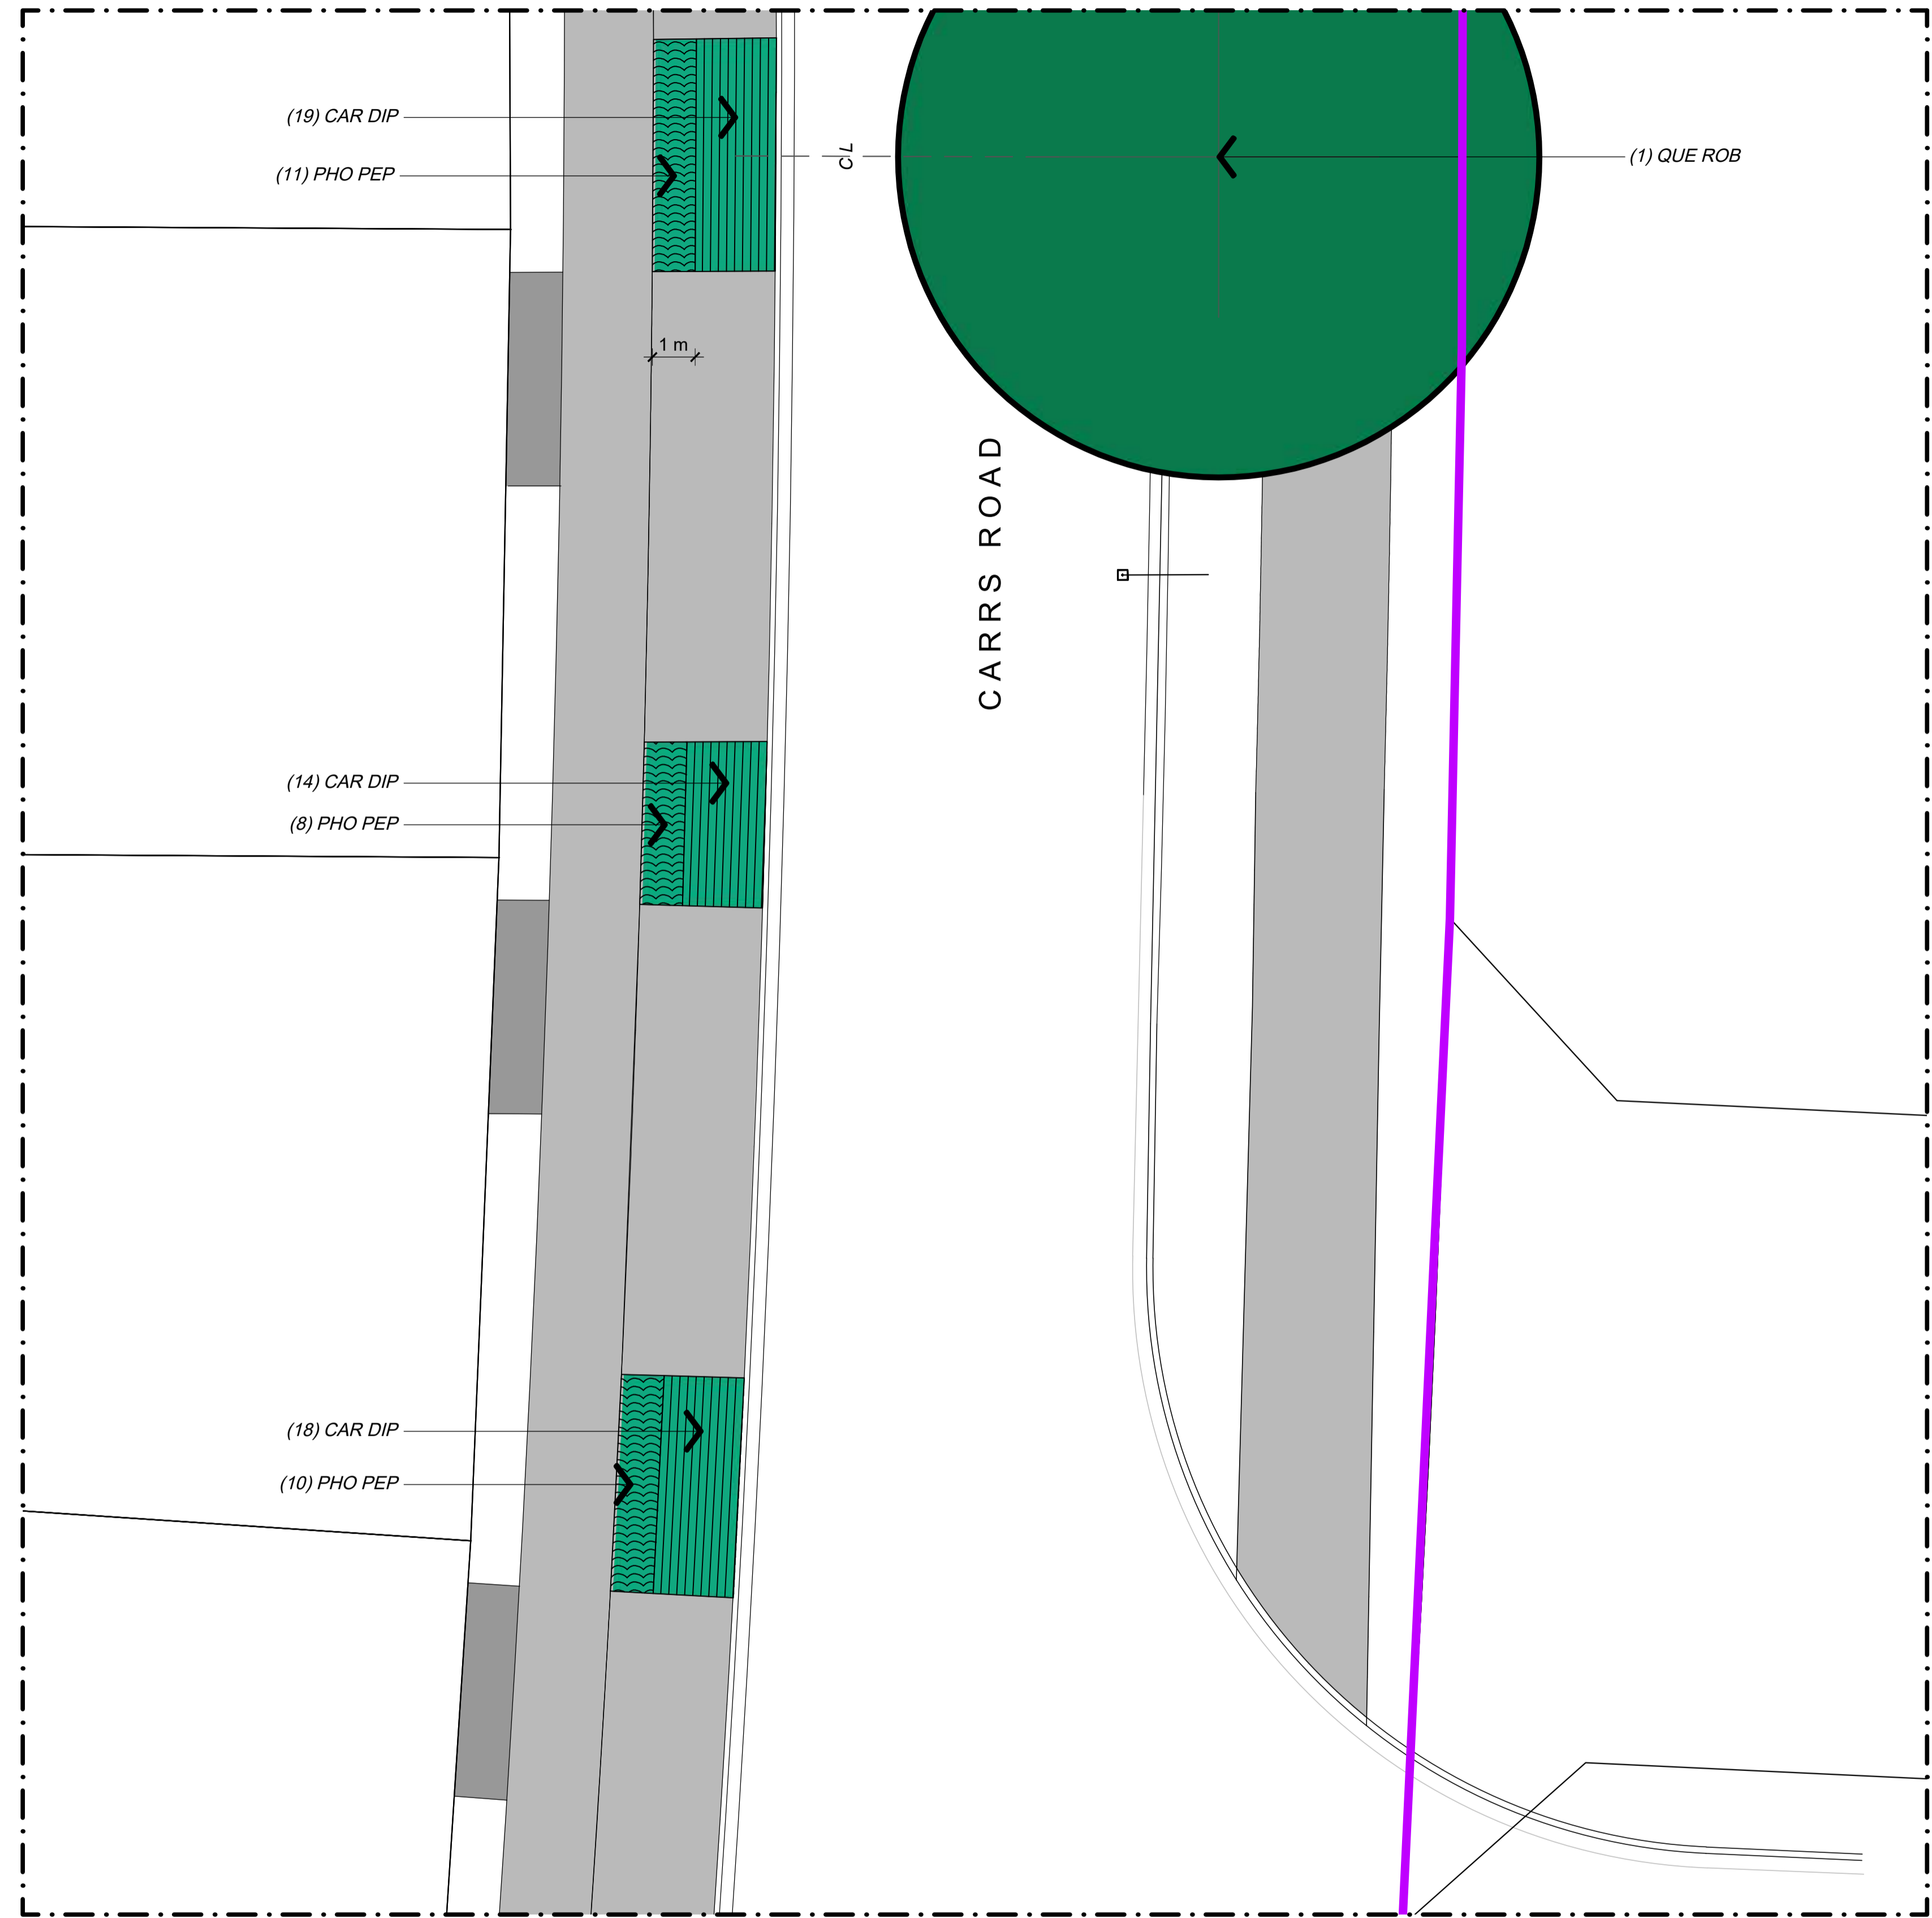 (19) CAR DIP
CL
(1) QUE ROB
(11) PHO PEP
1 m
CARRS ROAD
(14) CAR DIP
(8) PHO PEP
(18) CAR DIP
(10) PHO PEP